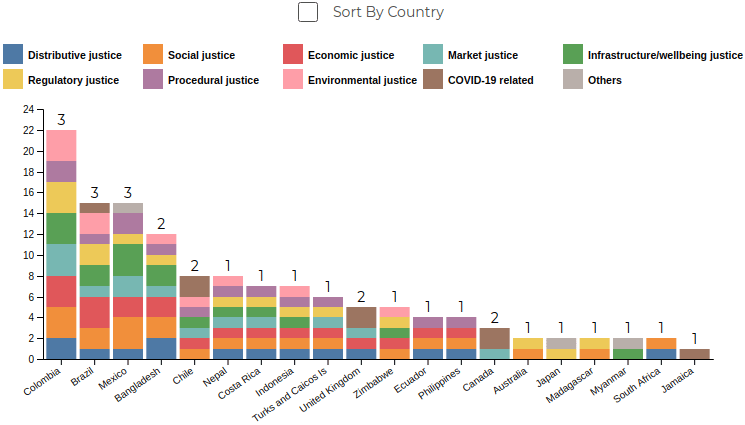 Sort By Country
Distributive justice Social justice Economic justice Market justice Infrastructure/wellbeing justice
Regulatory justice Procedural justice Environmental justice COVID-19 related Others
24
22
20
18
16
14
12
10
8
6
4
2
0
3 3 3 2 2 1 1 1 1 2 1 1 1 2 1 1 1 1 1 1
Colombia
Brazil
Mexico
Bangladesh
Chile
Nepal
Costa Rica
Indonesia
Turks and Caicos Is
United Kingdom
Zimbabwe
Ecuador
Philippines
Canada
Australia
Japan
Madagascar
Myanmar
South Africa
Jamaica